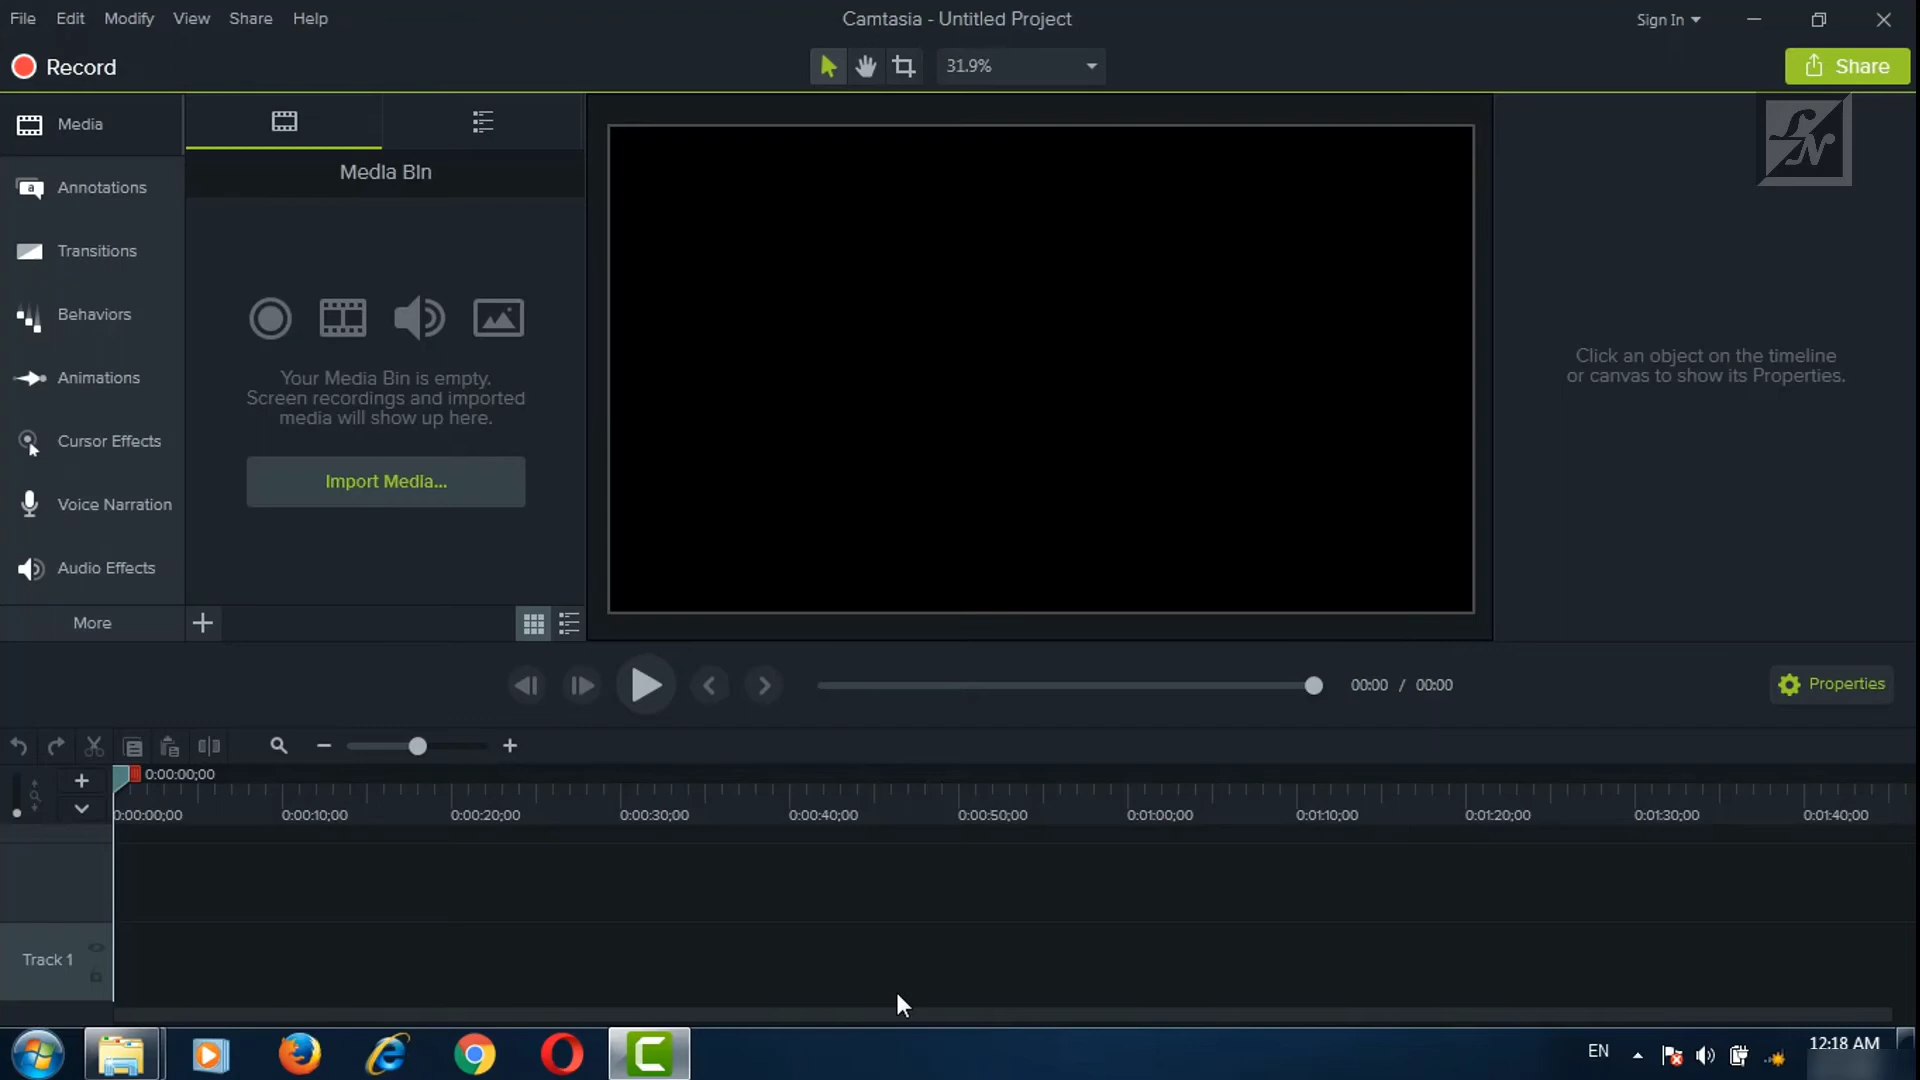 File Edit Modify View Share Help
Camtasia - Untitled Project
Sign In
Record
31.9%
Share
Media
Annotations
Transitions
Behaviors
Animations
Cursor Effects
Voice Narration
Audio Effects
More
Media Bin
Your Media Bin is empty.
Screen recordings and imported
media will show up here.
Import Media...
Click an object on the timeline
or canvas to show its Properties.
00:00 / 00:00
Properties
0:00:00;00
0:00:00;00 0:00:10;00 0:00:20;00 0:00:30;00 0:00:40;00 0:00:50;00 0:01:00;00 0:01:10;00 0:01:20;00 0:01:30;00 0:01:40;00
Track 1
EN
12:18 AM